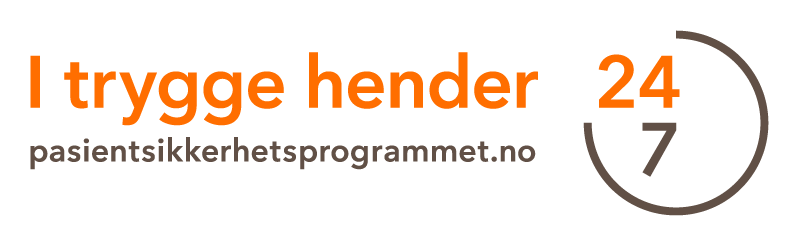 I trygge hender
pasientsikkerhetsprogrammet.no
24
7